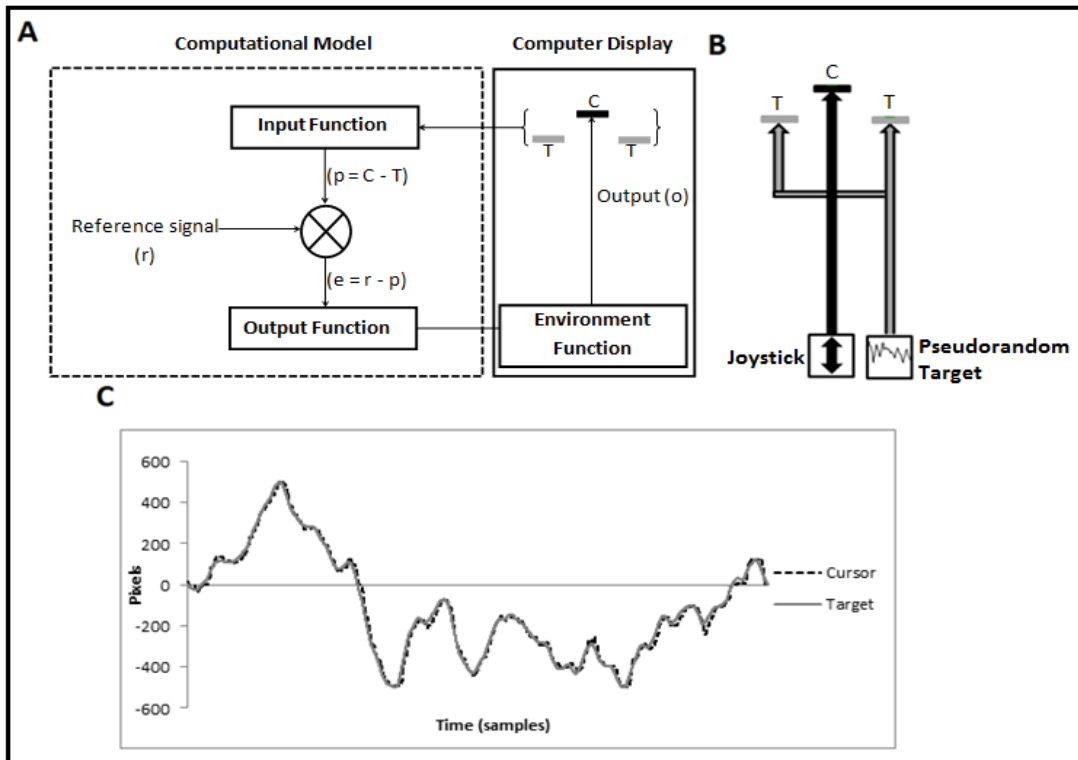 A
Computational Model
Computer Display
Input Function
C
T
T
(p = C - T)
Reference signal
(r)
Output (o)
(e = r - p)
Output Function
Environment
Function
B
C
T
T
Joystick
Pseudorandom
Target
C
600
400
200
0
-200
-400
-600
Pixels
Time (samples)
Cursor
Target